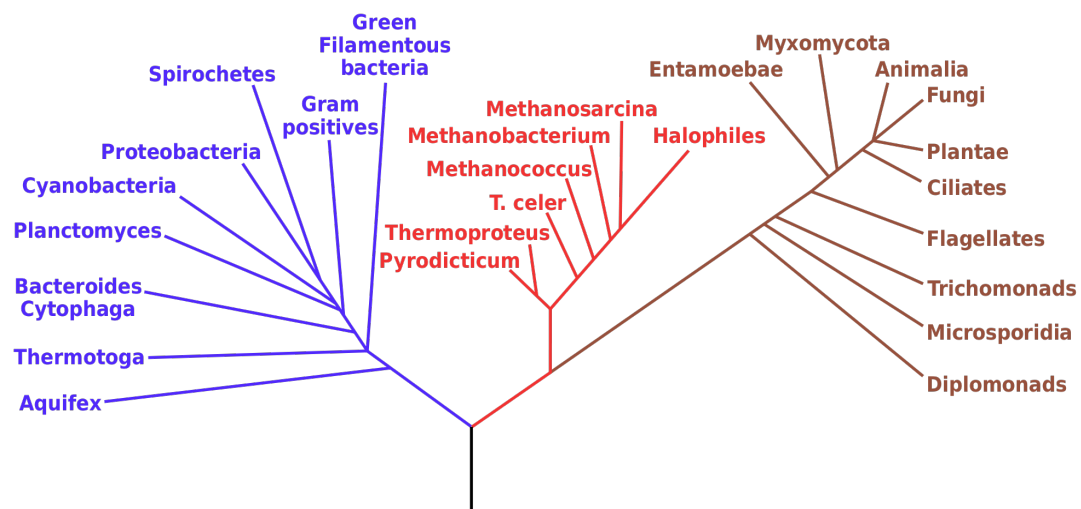 Green
Filamentous
bacteria
Spirochetes
Gram
positives
Proteobacteria
Cyanobacteria
Planctomyces
Bacteroides
Cytophaga
Thermotoga
Aquifex
Methanosarcina
Methanobacterium
Halophiles
Methanococcus
T. celer
Thermoproteus
Pyrodicticum
Myxomycota
Entamoebae
Animalia
Fungi
Plantae
Ciliates
Flagellates
Trichomonads
Microsporidia
Diplomonads